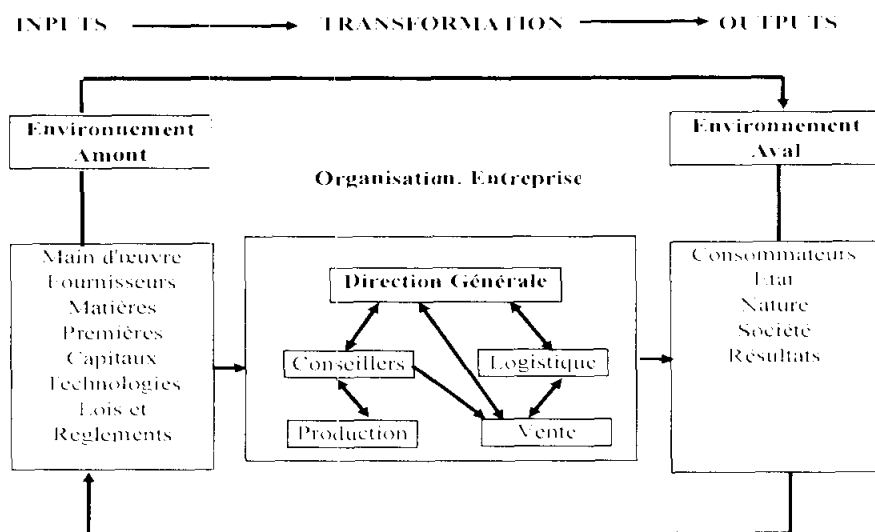 INPUTS TRANSFORMATION OUTPUTS
Environnement
Amont
Environnement
Aval
Organisation. Entreprise
Main d'œuvre
Fournisseurs
Matières
Premières
Capitaux
Technologies
Lois et
Reglements
Direction Générale
Conseillers
Logistique
Production
Vente
Consommateurs
Etat
Nature
Société
Résultats